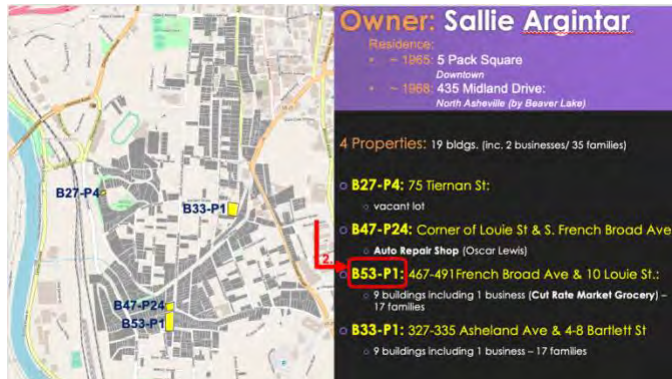 Owner: Sallie Argintar
Residence:
• ~ 1965: 5 Pack Square
Downtown
• ~ 1968: 435 Midland Drive:
North Asheville (by Beaver Lake)
4 Properties: 19 bldgs. (inc. 2 businesses/ 35 families)
B27-P4: 75 Tiernan St:
vacant lot
B47-P24: Corner of Louie St & S. French Broad Ave
Auto Repair Shop (Oscar Lewis)
2.
B53-P1: 467-491French Broad Ave & 10 Louie St.:
9 buildings including 1 business (Cut Rate Market Grocery) –
17 families
B33-P1: 327-335 Asheland Ave & 4-8 Bartlett St
9 buildings including 1 business – 17 families
B27-P4
B33-P1
B47-P24
B53-P1